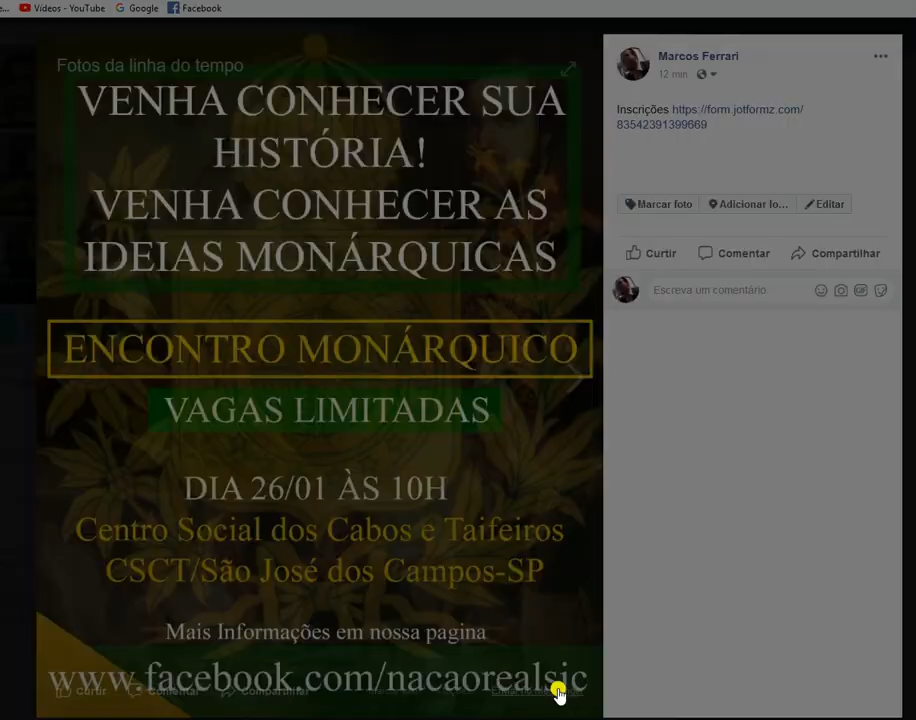 Vídeos - YouTube Google Facebook
Fotos da linha do tempo
VENHA CONHECER SUA
HISTÓRIA!
VENHA CONHECER AS
IDEIAS MONÁRQUICAS
ENCONTRO MONÁRQUICO
VAGAS LIMITADAS
DIA 26/01 ÀS 10H
Centro Social dos Cabos e Taifeiros
CSCT/São José dos Campos-SP
Mais Informações em nossa pagina
www.facebook.com/nacaorealsjc
Curtir Comentar Compartilhar
Marcos Ferrari
12 min
Inscrições https://form.jotformz.com/
83542391399669
Marcar foto Adicionar lo... Editar
Curtir Comentar Compartilhar
Escreva um comentário